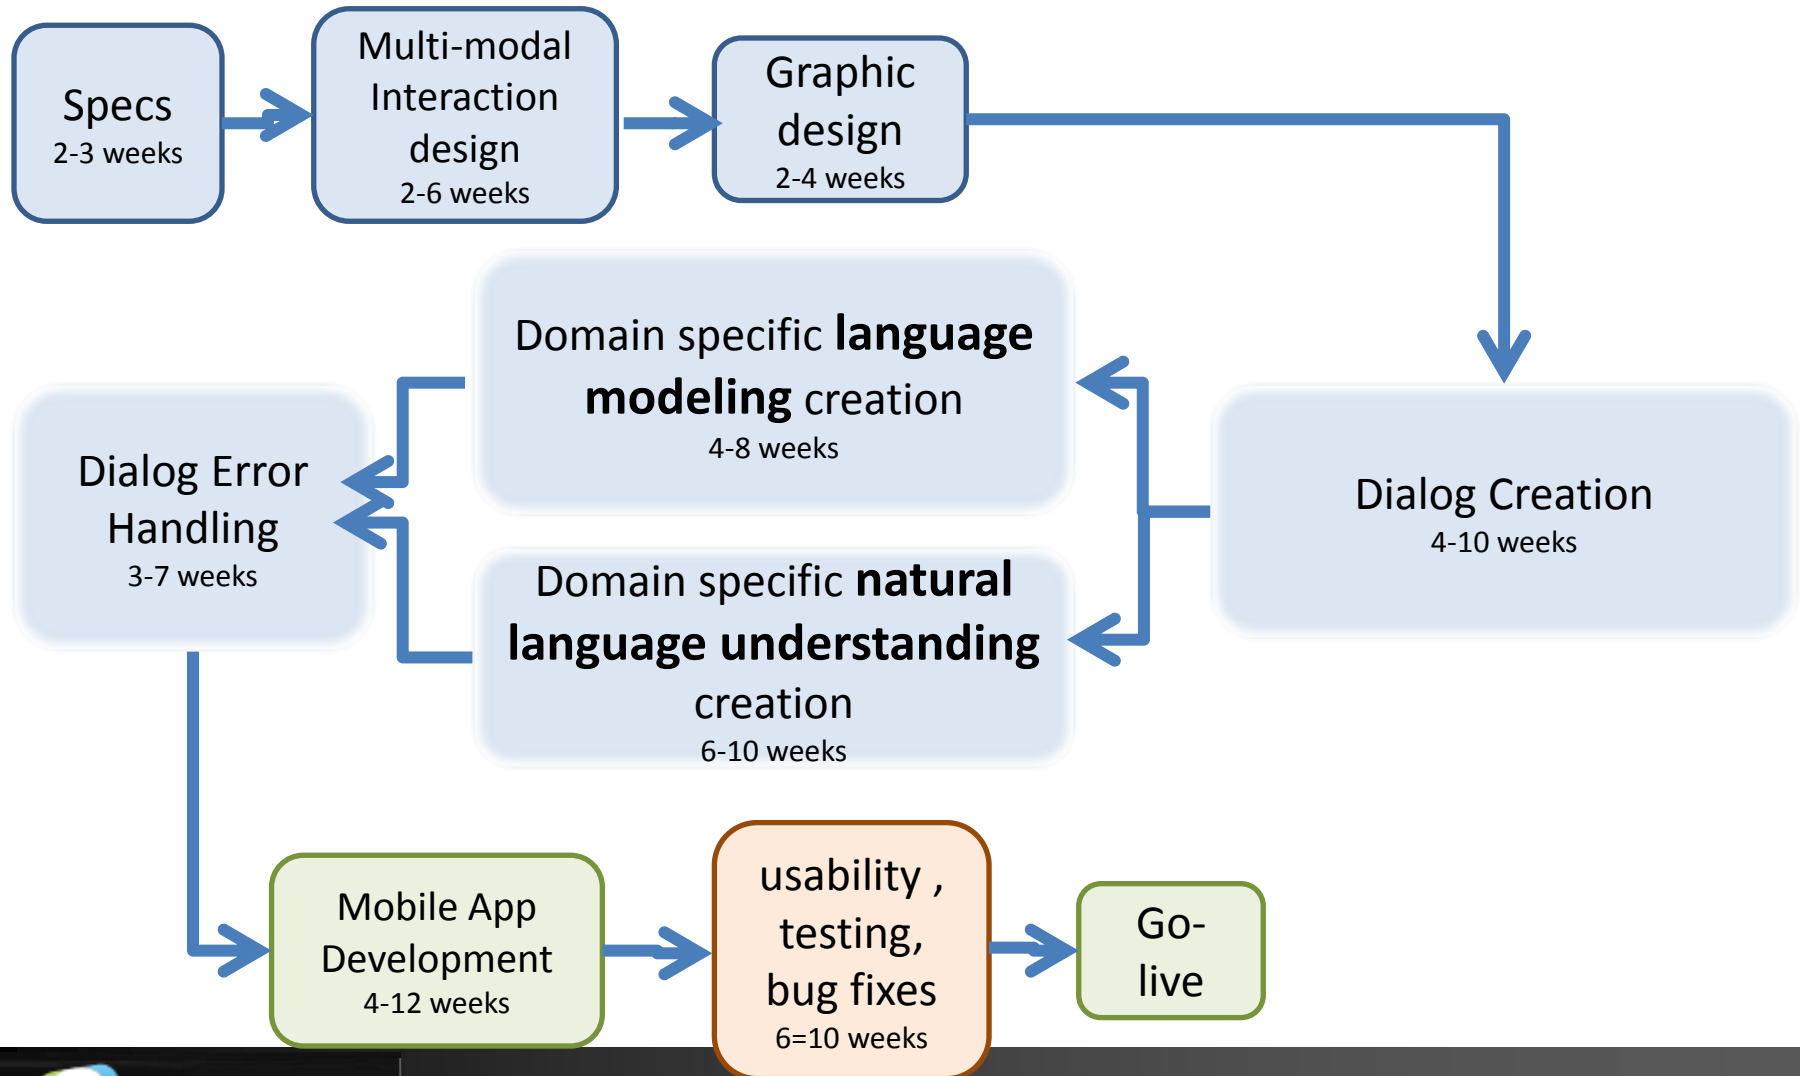 Specs
2-3 weeks
Multi-modal
Interaction
design
2-6 weeks
Graphic
design
2-4 weeks
Dialog Creation
4-10 weeks
Domain specific language
modeling creation
4-8 weeks
Domain specific natural
language understanding
creation
6-10 weeks
Dialog Error
Handling
3-7 weeks
Mobile App
Development
4-12 weeks
usability ,
testing,
bug fixes
6=10 weeks
Go-
live